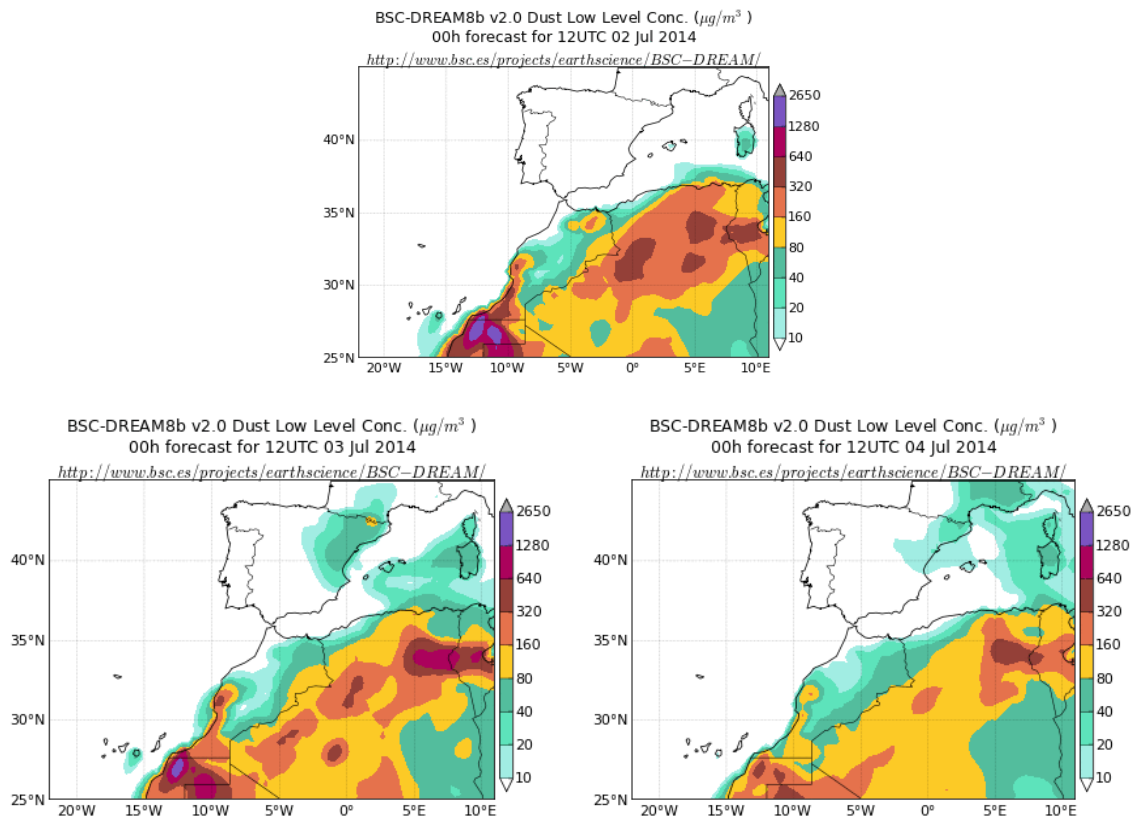 BSC-DREAM8b v2.0 Dust Low Level Conc. (μg/m³ )
00h forecast for 12UTC 02 Jul 2014
http://www.bsc.es/projects/earthscience/BSC−DREAM/
40°N
35°N
30°N
25°N
20°W 15°W 10°W 5°W 0° 5°E 10°E
2650
1280
640
320
160
80
40
20
10
BSC-DREAM8b v2.0 Dust Low Level Conc. (μg/m³ )
00h forecast for 12UTC 03 Jul 2014
http://www.bsc.es/projects/earthscience/BSC−DREAM/
40°N
35°N
30°N
25°N
20°W 15°W 10°W 5°W 0° 5°E 10°E
2650
1280
640
320
160
80
40
20
10
BSC-DREAM8b v2.0 Dust Low Level Conc. (μg/m³ )
00h forecast for 12UTC 04 Jul 2014
http://www.bsc.es/projects/earthscience/BSC−DREAM/
40°N
35°N
30°N
25°N
20°W 15°W 10°W 5°W 0° 5°E 10°E
2650
1280
640
320
160
80
40
20
10